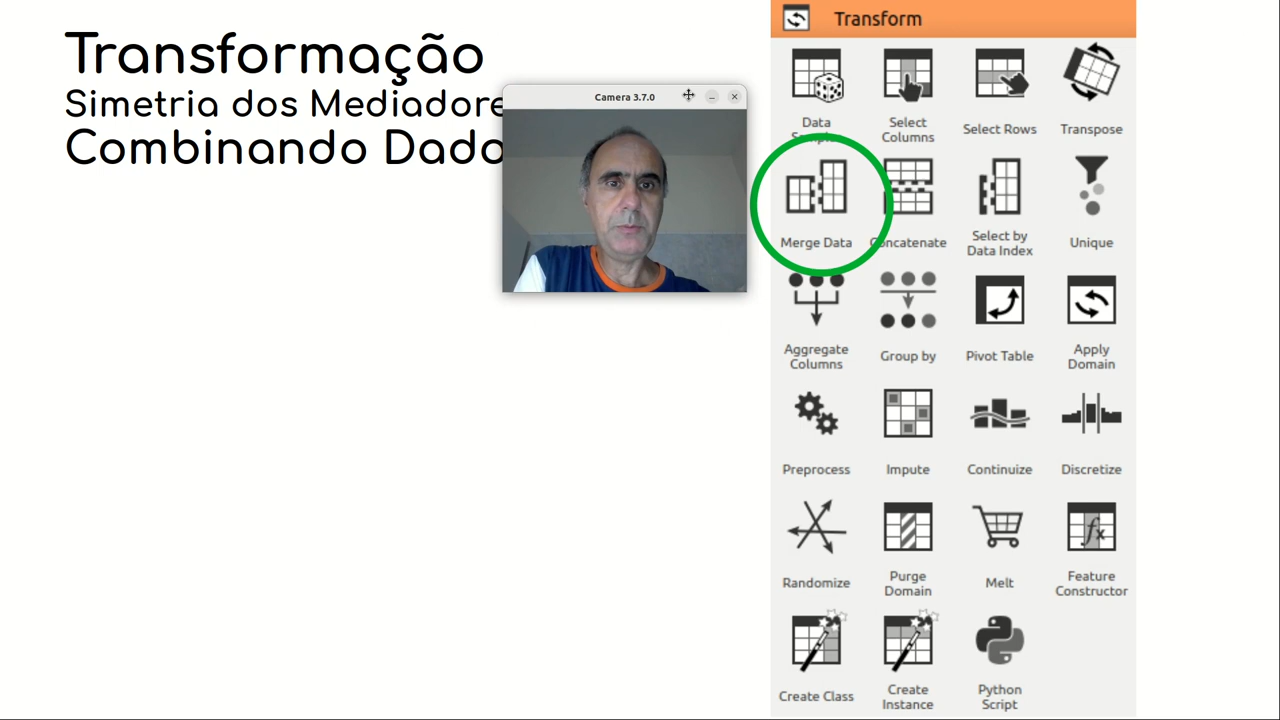 Transformação
Simetria dos Mediadore
Combinando Dado
Camera 3.7.0
Transform
Data
Select
Columns
Select Rows
Transpose
Merge Data
Concatenate
Select by
Data Index
Unique
Aggregate
Columns
Group by
Pivot Table
Apply
Domain
Preprocess
Impute
Continuize
Discretize
Randomize
Purge
Domain
Melt
Feature
Constructor
Create Class
Create
Instance
Python
Script